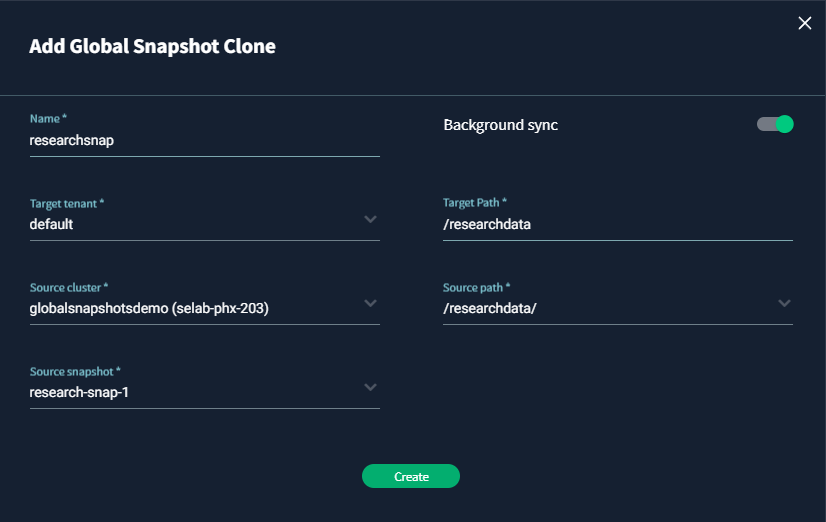 Add Global Snapshot Clone
Name *
researchsnap
Background sync
Target tenant *
default
Target Path *
/researchdata
Source cluster *
globalsnapshotsdemo (selab-phx-203)
Source path *
/researchdata/
Source snapshot *
research-snap-1
Create